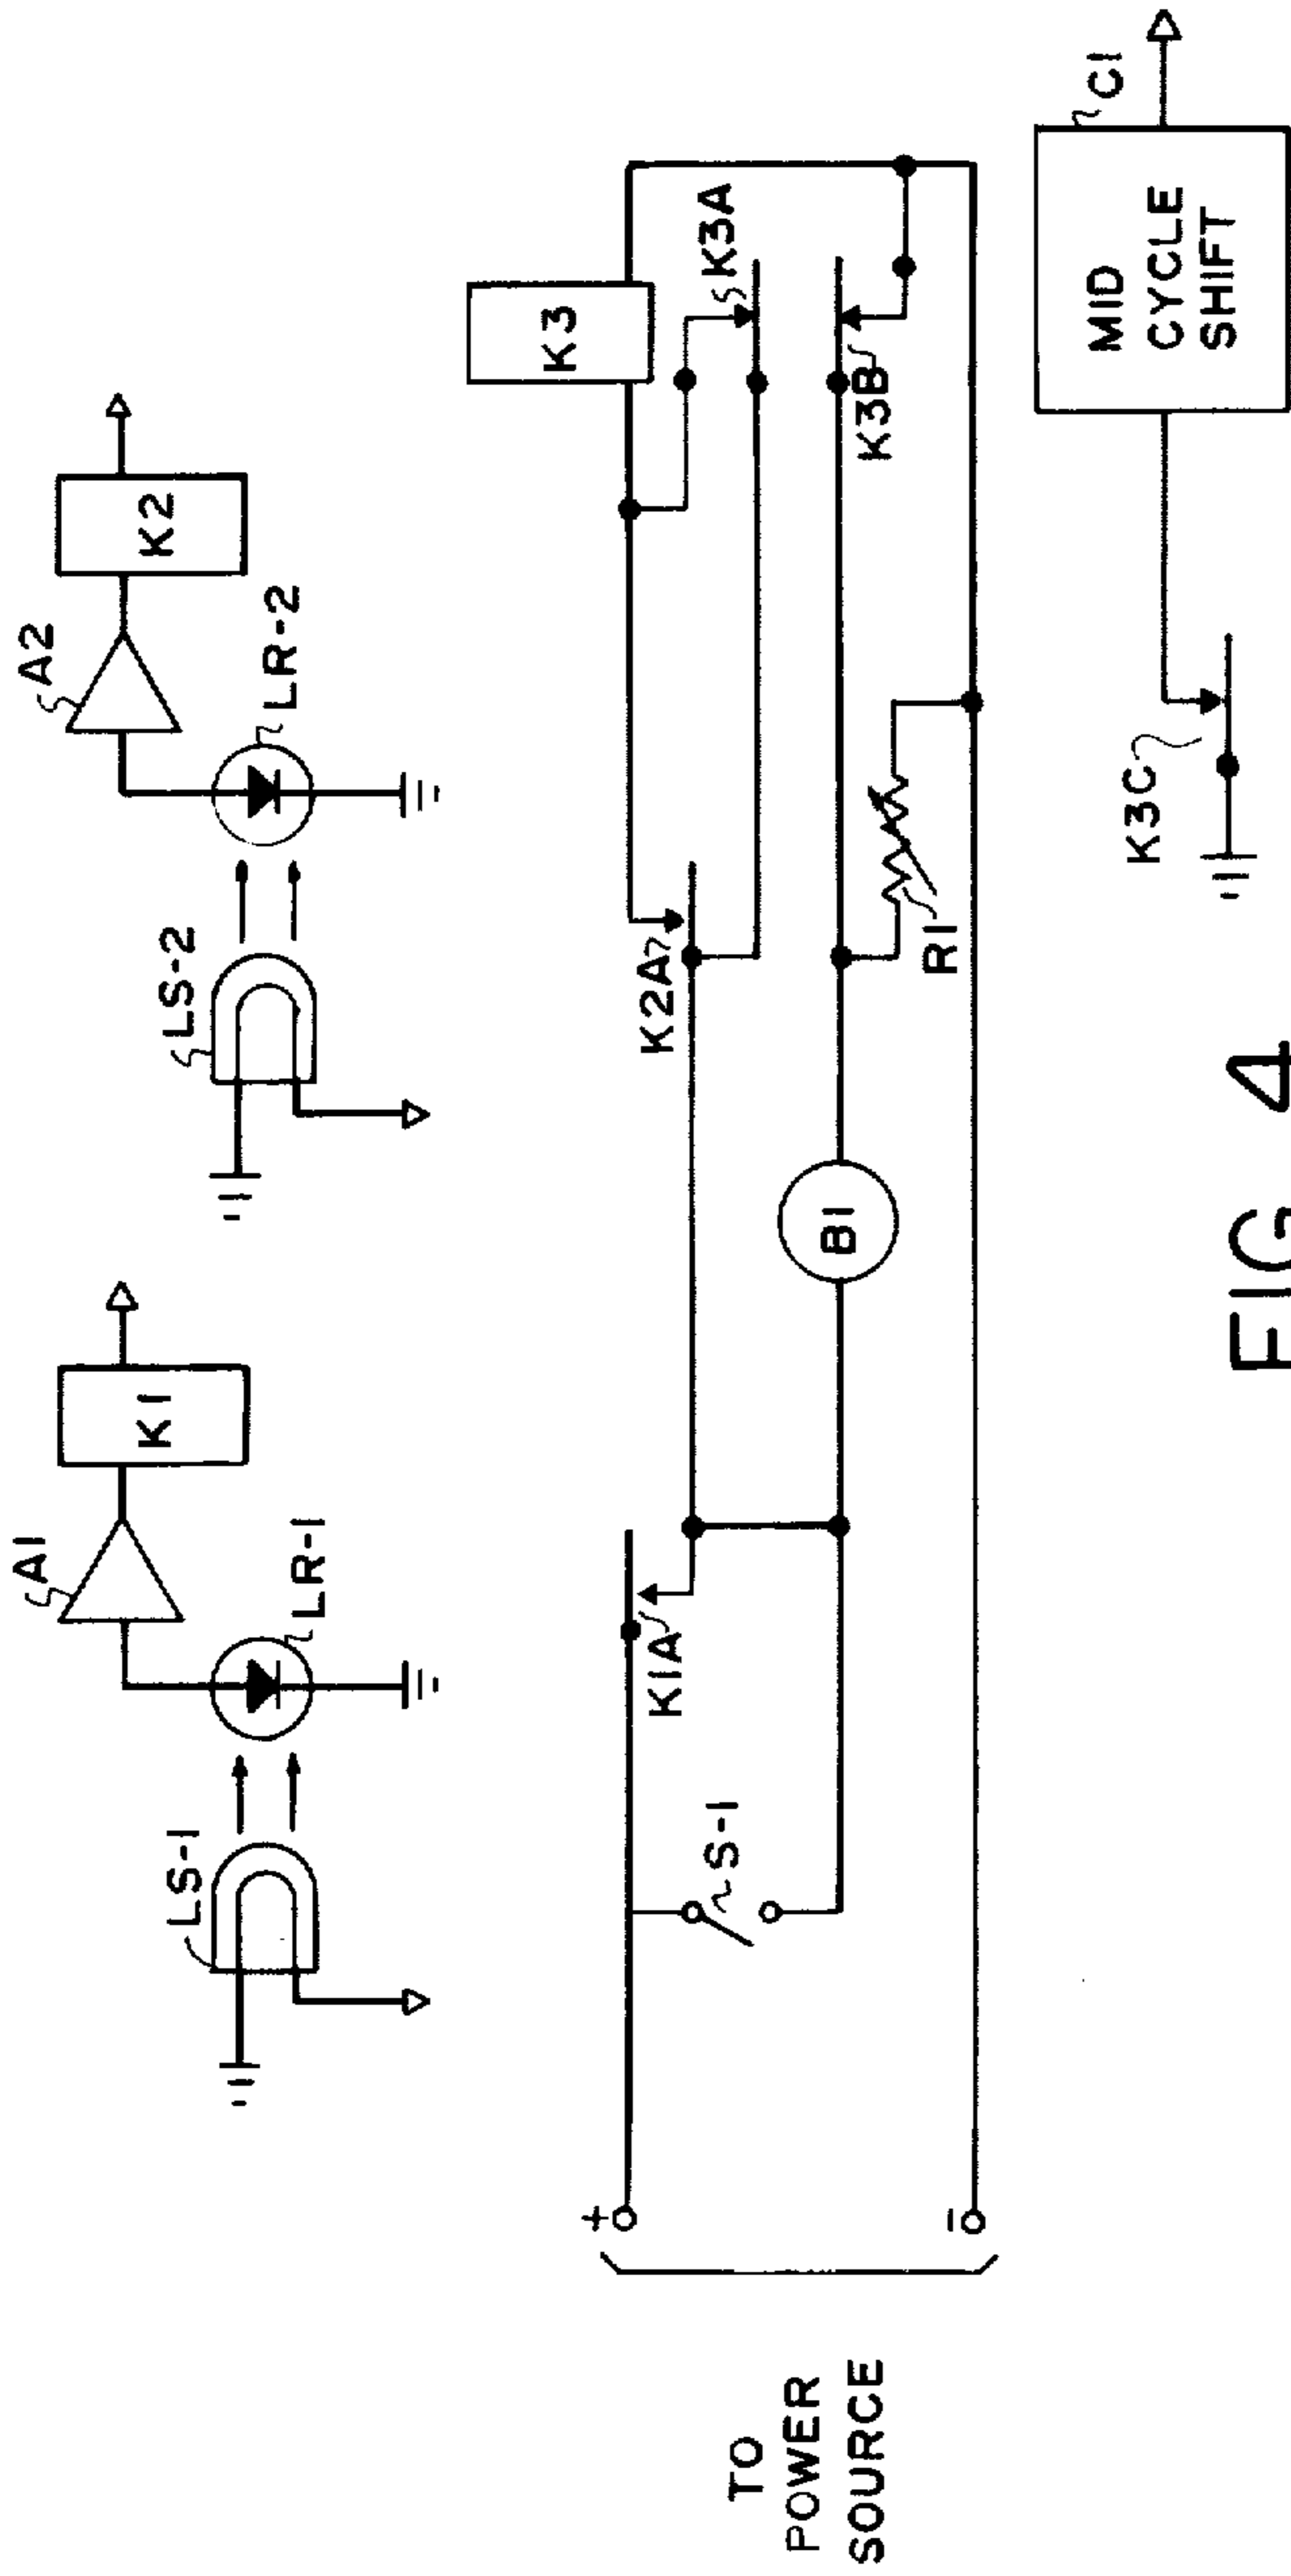 A1
A2
LS-1
K1
LS-2
K2
LR-1
LR-2
K3
+
K1A
K2A
K3A
S-1
TO
POWER
SOURCE
B1
R1
K3B
−
C1
K3C
MID
CYCLE
SHIFT
FIG 4